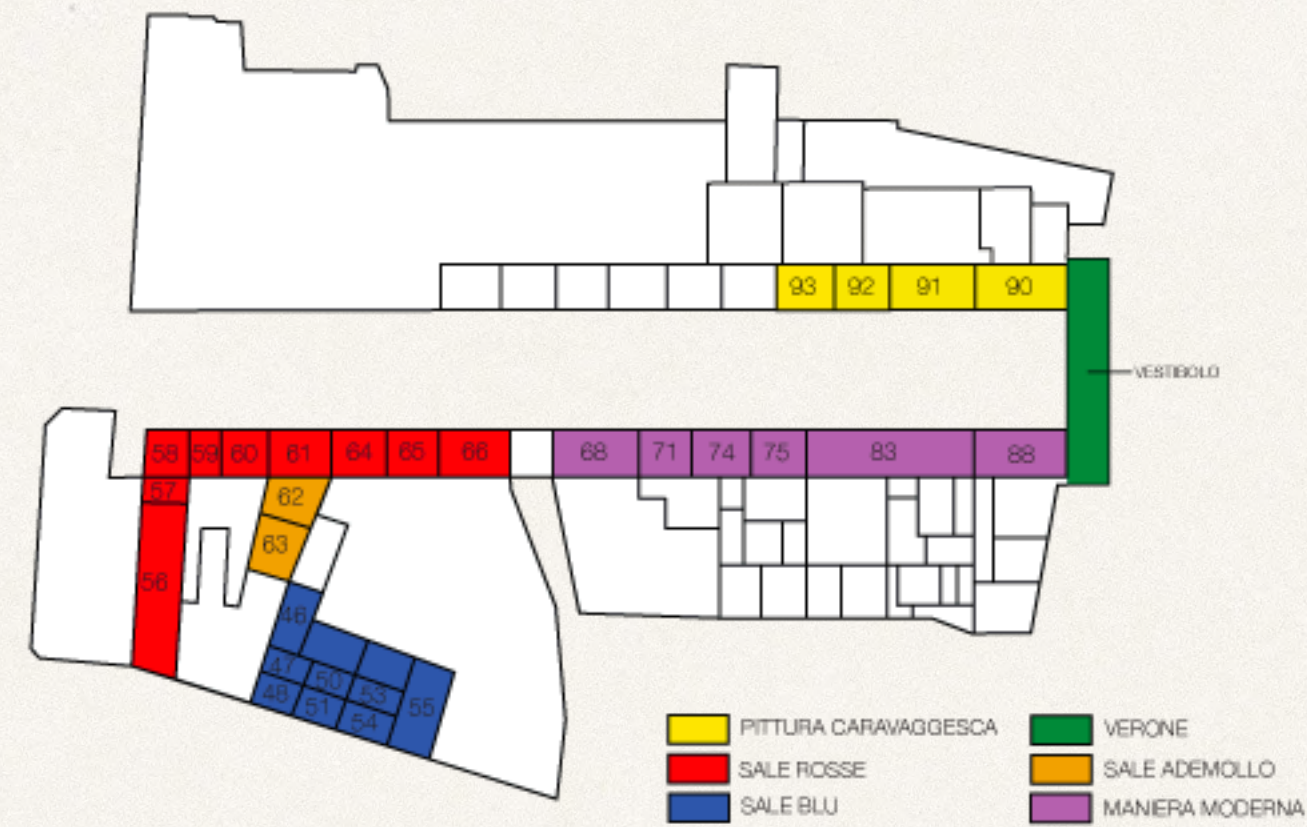 93 92 91 90
VESTIBOLO
58 59 60 61 64 65 66 68 71 74 75 83 88
57
62
63
56
46
47 50 53 55
48 51 54
PITTURA CARAVAGGESCA
SALE ROSSE
SALE BLU
VERONE
SALE ADEMOLLO
MANIERA MODERNA